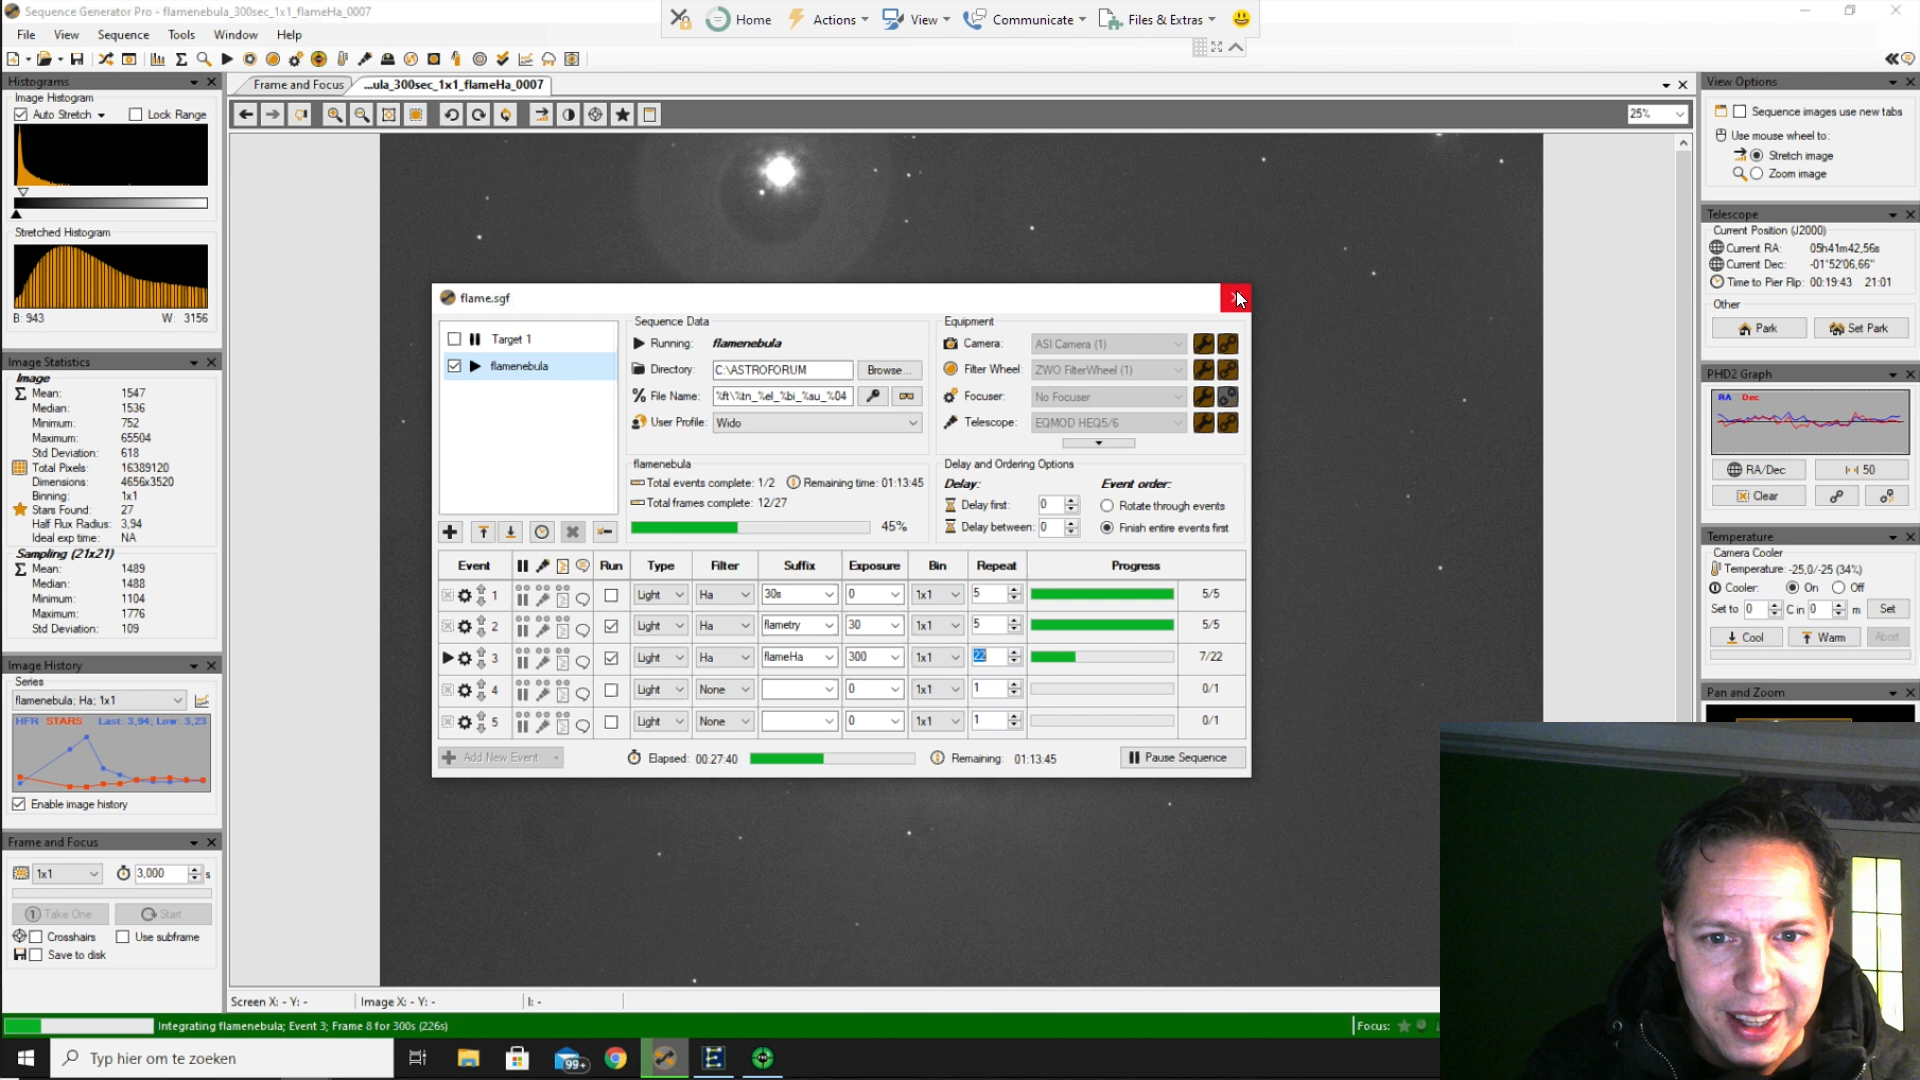 Sequence Generator Pro - flamenebula_300sec_1x1_flameHa_0007
Home
Actions
View
Communicate
Files & Extras
File
View
Sequence
Tools
Window
Help
Histograms
Image Histogram
Auto Stretch
Lock Range
Stretched Histogram
B: 943
W: 3156
Image Statistics
Image
Mean: 1547
Median: 1536
Minimum: 752
Maximum: 65504
Std Deviation: 618
Total Pixels: 16389120
Dimensions: 4656x3520
Binning: 1x1
Stars Found: 27
Half Flux Radius: 3,94
Ideal exp time: NA
Sampling (21x21)
Mean: 1489
Median: 1488
Minimum: 1104
Maximum: 1776
Std Deviation: 109
Image History
Series
flamenebula; Ha; 1x1
HFR STARS Last: 3,94; Low: 3,23
Enable image history
Frame and Focus
1x1
3,000
s
Take One
Start
Crosshairs
Use subframe
Save to disk
Frame and Focus
...ula_300sec_1x1_flameHa_0007
25%
flame.sgf
Target 1
flamenebula
Sequence Data
Running: flamenebula
Directory: C:\ASTROFORUM Browse...
File Name: %ft\%tn_%el_%bi_%su_%04
User Profile: Wido
Equipment
Camera: ASI Camera (1)
Filter Wheel: ZWO FilterWheel (1)
Focuser: No Focuser
Telescope: EQMOD HEQ5/6
flamenebula
Total events complete: 1/2 Remaining time: 01:13:45
Total frames complete: 12/27
45%
Delay and Ordering Options
Delay: Event order:
Delay first: 0 Rotate through events
Delay between: 0 Finish entire events first
Event Run Type Filter Suffix Exposure Bin Repeat Progress
1 Light Ha 30s 0 1x1 5 5/5
2 Light Ha flametry 30 1x1 5 5/5
3 Light Ha flameHa 300 1x1 22 7/22
4 Light None 0 1x1 1 0/1
5 Light None 0 1x1 1 0/1
Add New Event
Elapsed: 00:27:40
Remaining: 01:13:45
Pause Sequence
View Options
Sequence images use new tabs
Use mouse wheel to:
Stretch image
Zoom image
Telescope
Current Position (J2000)
Current RA: 05h41m42,56s
Current Dec: -01°52'06,66"
Time to Pier Flip: 00:19:43 21:01
Other
Park
Set Park
PHD2 Graph
RA Dec
RA/Dec
50
Clear
Temperature
Camera Cooler
Temperature: -25,0/-25 (34%)
Cooler: On Off
Set to 0 C in 0 m Set
Cool
Warm
Abort
Pan and Zoom
Screen X: - Y: -
Image X: - Y: -
I: -
Integrating flamenebula; Event 3; Frame 8 for 300s (226s)
Focus:
Typ hier om te zoeken
99+